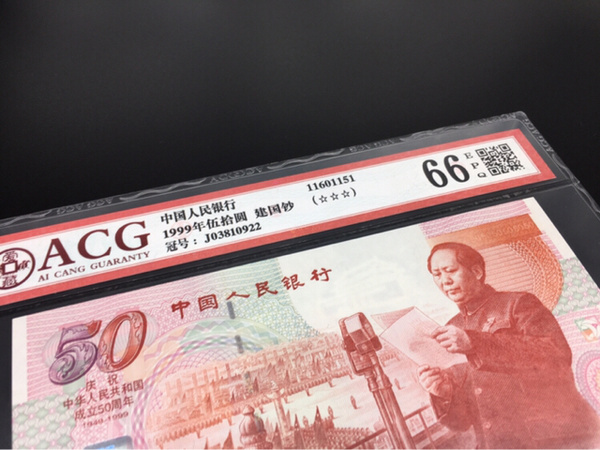 ACG
AI CANG GUARANTY
中国人民银行
1999年伍拾圆 建国钞
冠号：J03810922
11601151
(☆☆☆)
66
EPQ
中国人民银行
50
庆祝
中华人民共和国
成立50周年
1949-1999